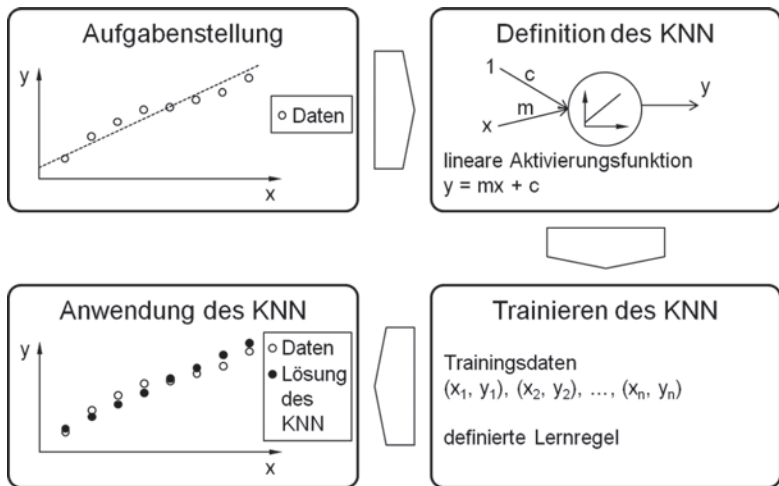 Aufgabenstellung
y
Daten
x
Definition des KNN
1
c
m
x
y
lineare Aktivierungsfunktion
y = mx + c
Trainieren des KNN
Trainingsdaten
(x₁, y₁), (x₂, y₂), …, (xₙ, yₙ)
definierte Lernregel
Anwendung des KNN
y
Daten
Lösung
des
KNN
x